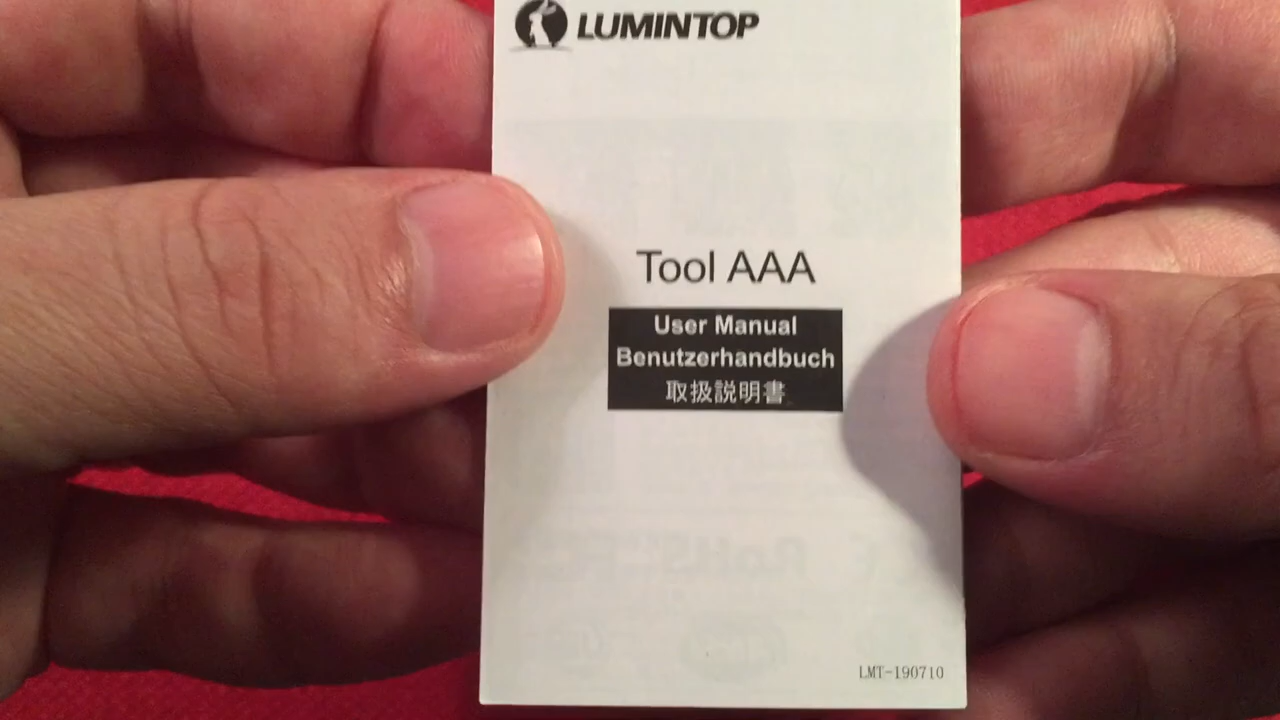 LUMINTOP
Tool AAA
User Manual
Benutzerhandbuch
取扱説明書
LMT-190710